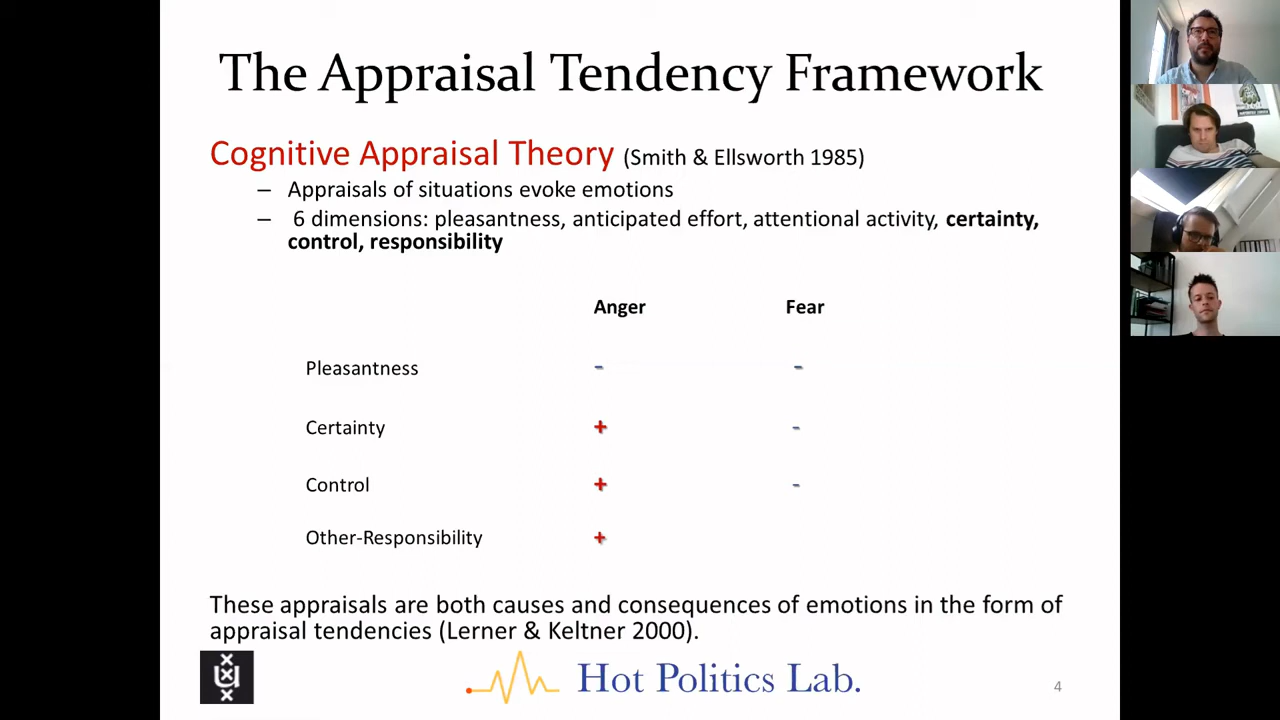 The Appraisal Tendency Framework
Cognitive Appraisal Theory (Smith & Ellsworth 1985)
– Appraisals of situations evoke emotions
– 6 dimensions: pleasantness, anticipated effort, attentional activity, certainty,
control, responsibility
Anger Fear
Pleasantness - -
Certainty + -
Control + -
Other-Responsibility +
These appraisals are both causes and consequences of emotions in the form of
appraisal tendencies (Lerner & Keltner 2000).
Hot Politics Lab.
4